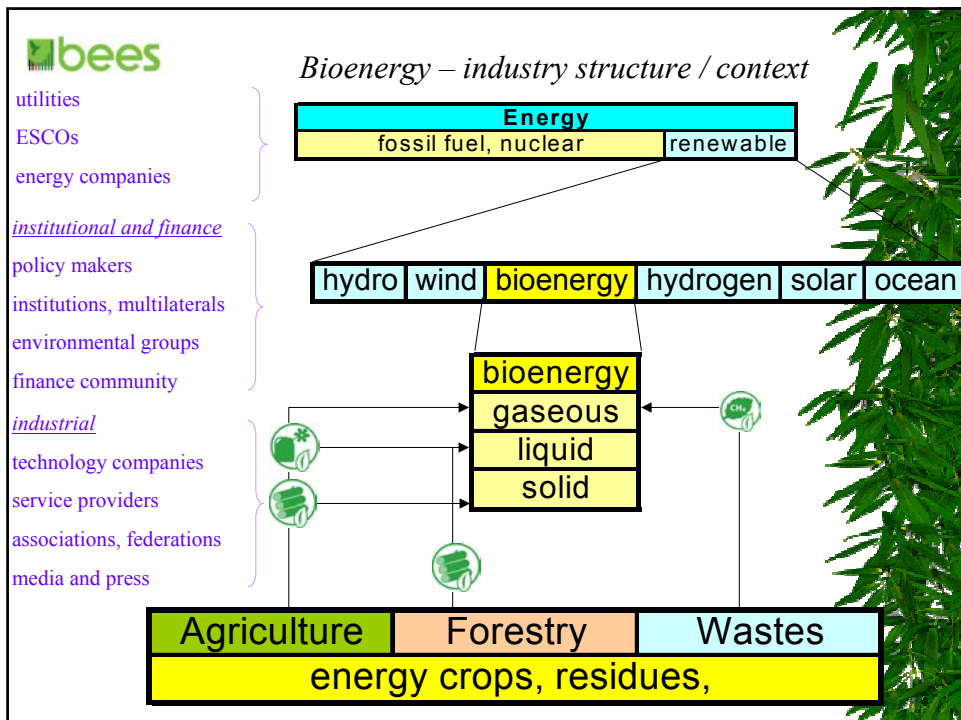 bees
Bioenergy – industry structure / context
utilities
ESCOs
energy companies
institutional and finance
policy makers
institutions, multilaterals
environmental groups
finance community
industrial
technology companies
service providers
associations, federations
media and press
Energy
fossil fuel, nuclear renewable
hydro wind bioenergy hydrogen solar ocean
bioenergy
gaseous
liquid
solid
CH₄
Agriculture Forestry Wastes
energy crops, residues,